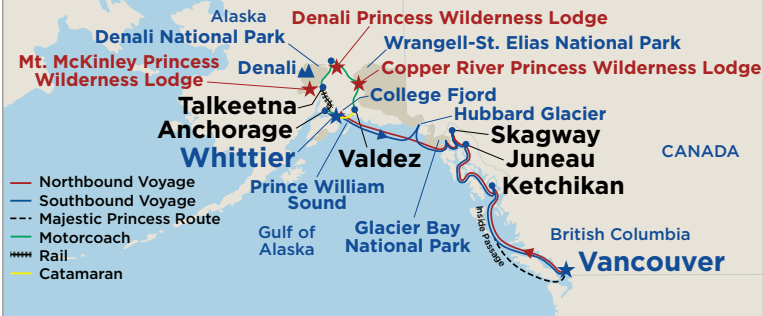 Alaska
Denali Princess Wilderness Lodge
Denali National Park
Wrangell-St. Elias National Park
Mt. McKinley Princess
Wilderness Lodge
Denali
Copper River Princess Wilderness Lodge
College Fjord
Talkeetna
Anchorage
Hubbard Glacier
Skagway
Whittier
Valdez
Juneau
CANADA
Ketchikan
Prince William
Sound
Glacier Bay
National Park
Gulf of
Alaska
Inside Passage
British Columbia
Vancouver
Northbound Voyage
Southbound Voyage
Majestic Princess Route
Motorcoach
Rail
Catamaran